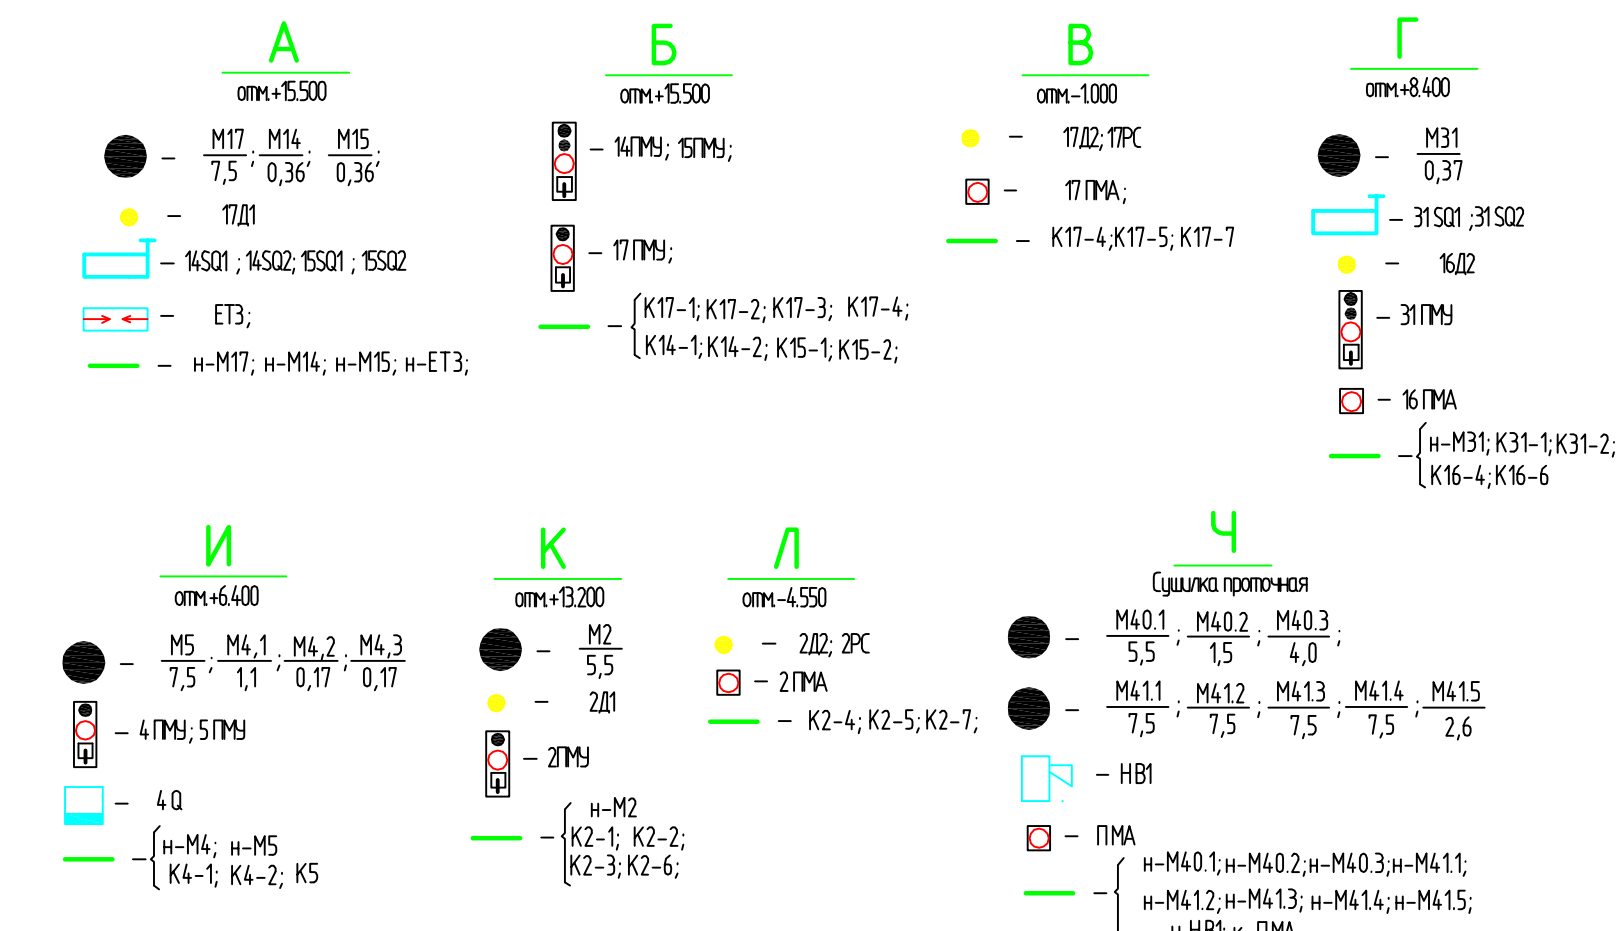 А
отм.+15.500
М17 ; М14 ; М15 ;
7,5 0,36 0,36
17Д1
14SQ1 ; 14SQ2; 15SQ1 ; 15SQ2
ЕТ3;
н-М17; н-М14; н-М15; н-ЕТ3;
Б
отм.+15.500
14ПМУ; 15ПМУ;
17 ПМУ;
К17-1; К17-2; К17-3; К17-4;
К14-1; К14-2; К15-1; К15-2;
В
отм.-1.000
17Д2; 17РС
17 ПМА;
К17-4;К17-5; К17-7
Г
отм.+8.400
М31
0,37
31SQ1 ;31SQ2
16Д2
31 ПМУ
16 ПМА
н-М31; К31-1; К31-2;
К16-4; К16-6
И
отм.+6.400
М5 ; М4,1 ; М4,2 ; М4,3
7,5 1,1 0,17 0,17
4 ПМУ; 5 ПМУ
4 Q
н-М4; н-М5
К4-1; К4-2; К5
К
отм.+13.200
М2
5,5
2Д1
2ПМУ
н-М2
К2-1; К2-2;
К2-3; К2-6;
Л
отм.-4.550
2Д2; 2РС
2 ПМА
К2-4; К2-5; К2-7;
Ч
Сушилка проточная
М40.1 ; М40.2 ; М40.3 ;
5,5 1,5 4,0
М41.1 ; М41.2 ; М41.3 ; М41.4 ; М41.5
7,5 7,5 7,5 7,5 2,6
НВ1
ПМА
н-М40.1; н-М40.2; н-М40.3; н-М41.1;
н-М41.2; н-М41.3; н-М41.4; н-М41.5;
н-НВ1; к-ПМА